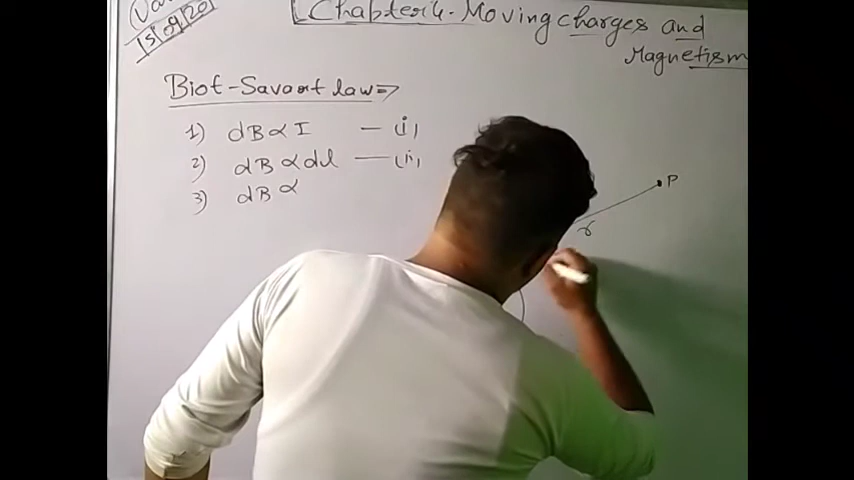 15/09/20
Chapter:4. Moving charges and
Magnetism
Biot-Savart law=>
1) dB ∝ I — (i)
2) dB ∝ dl — (ii)
3) dB ∝
P
r